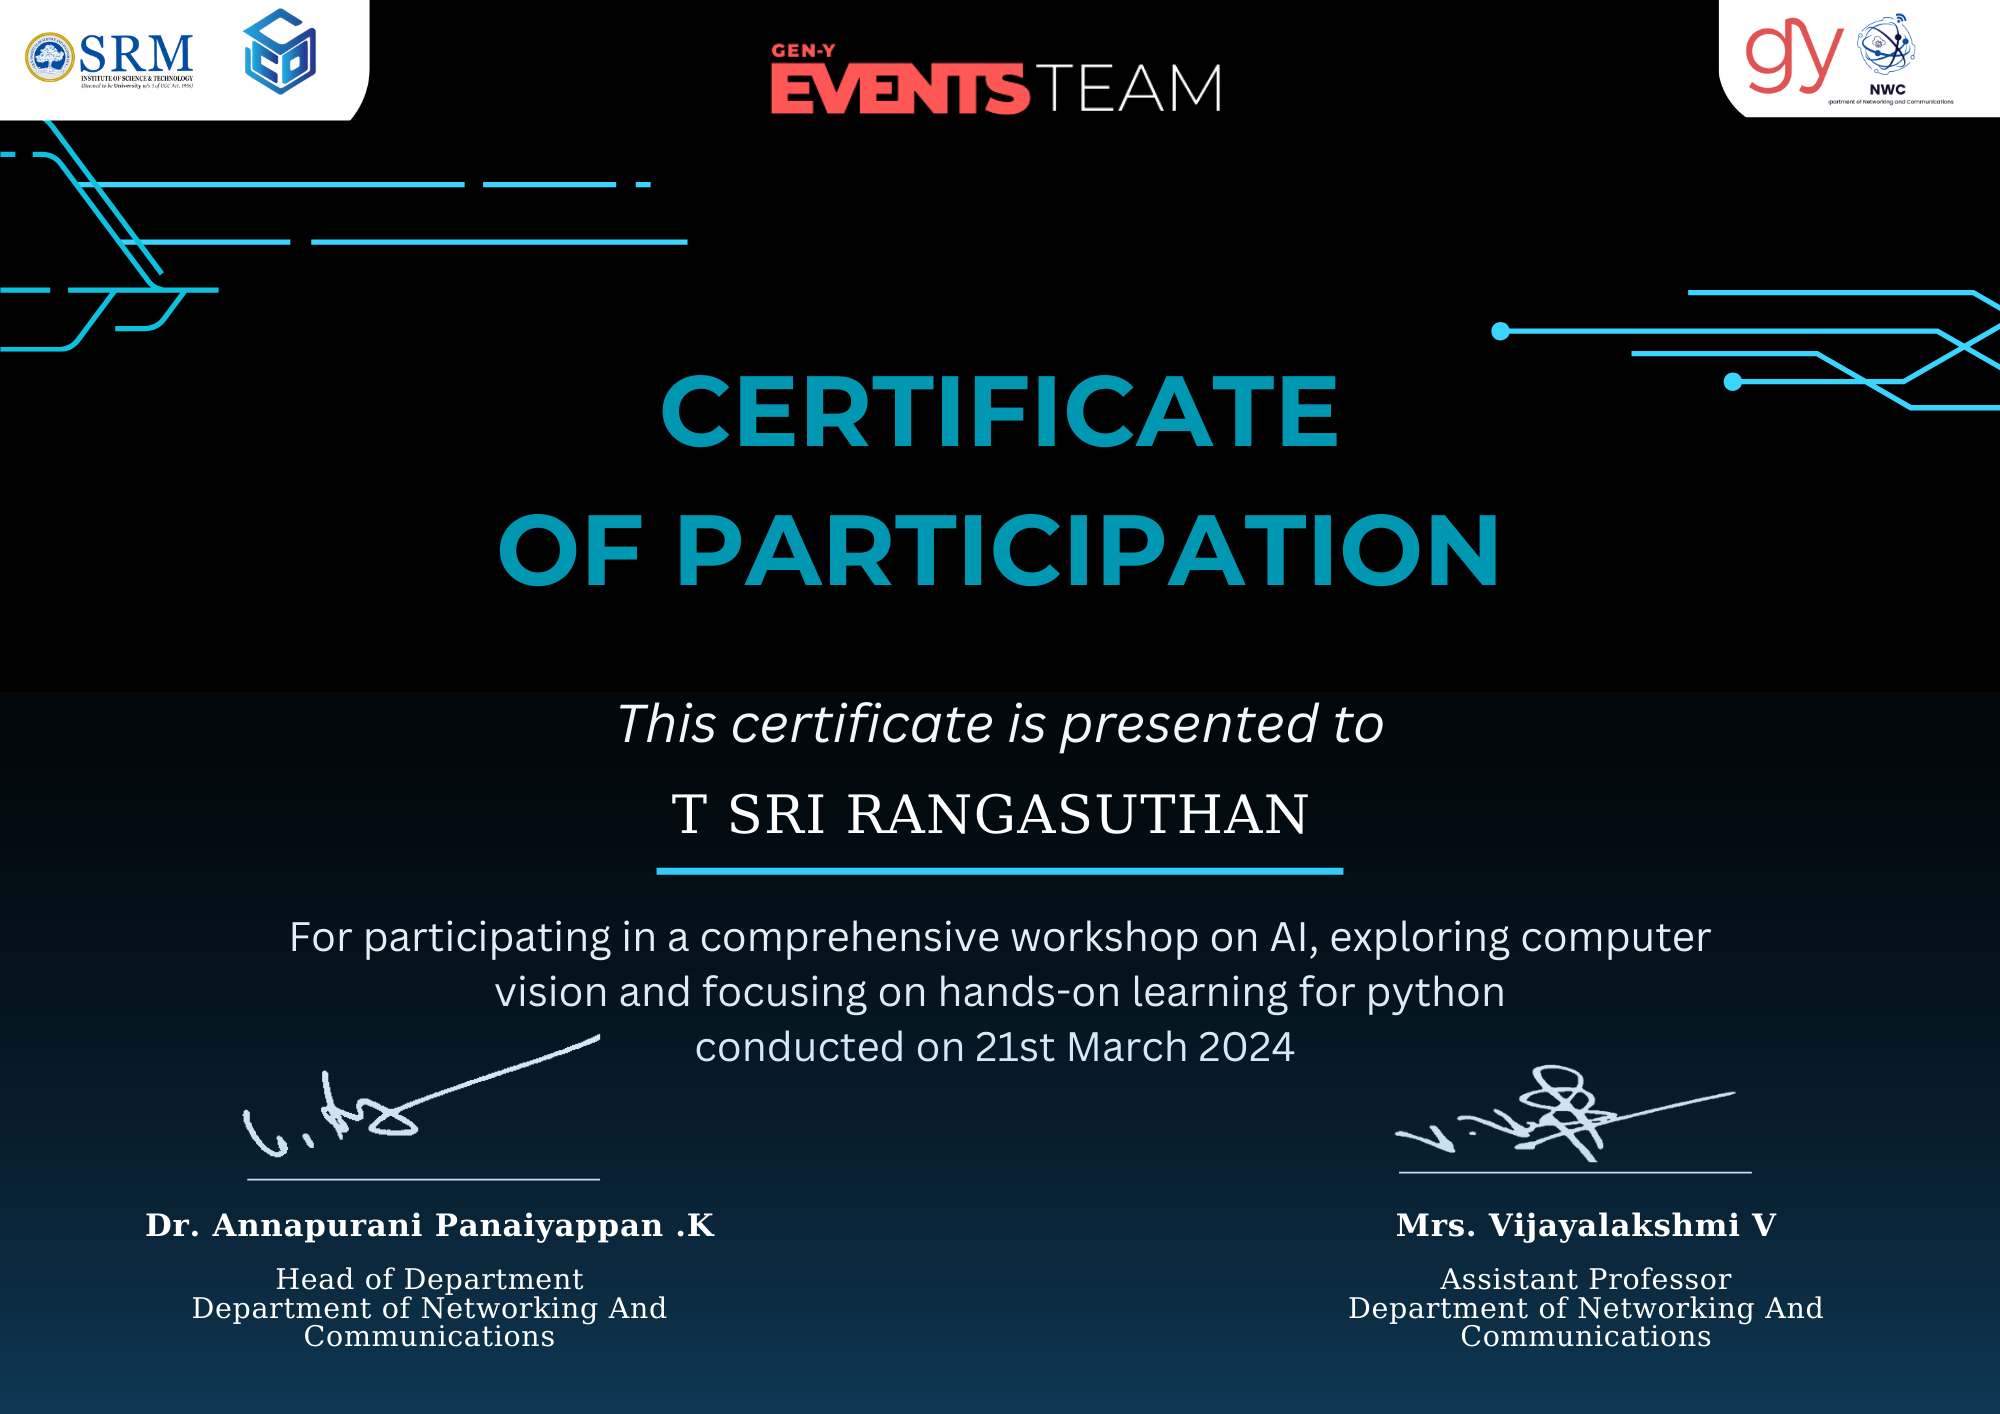 SRM
INSTITUTE OF SCIENCE & TECHNOLOGY
(Deemed to be University u/s 3 of UGC Act, 1956)
GEN-Y
EVENTS TEAM
gy
NWC
partment of Networking and Communications
CERTIFICATE
OF PARTICIPATION
This certificate is presented to
T SRI RANGASUTHAN
For participating in a comprehensive workshop on AI, exploring computer
vision and focusing on hands-on learning for python
conducted on 21st March 2024
Dr. Annapurani Panaiyappan .K
Head of Department
Department of Networking And
Communications
Mrs. Vijayalakshmi V
Assistant Professor
Department of Networking And
Communications